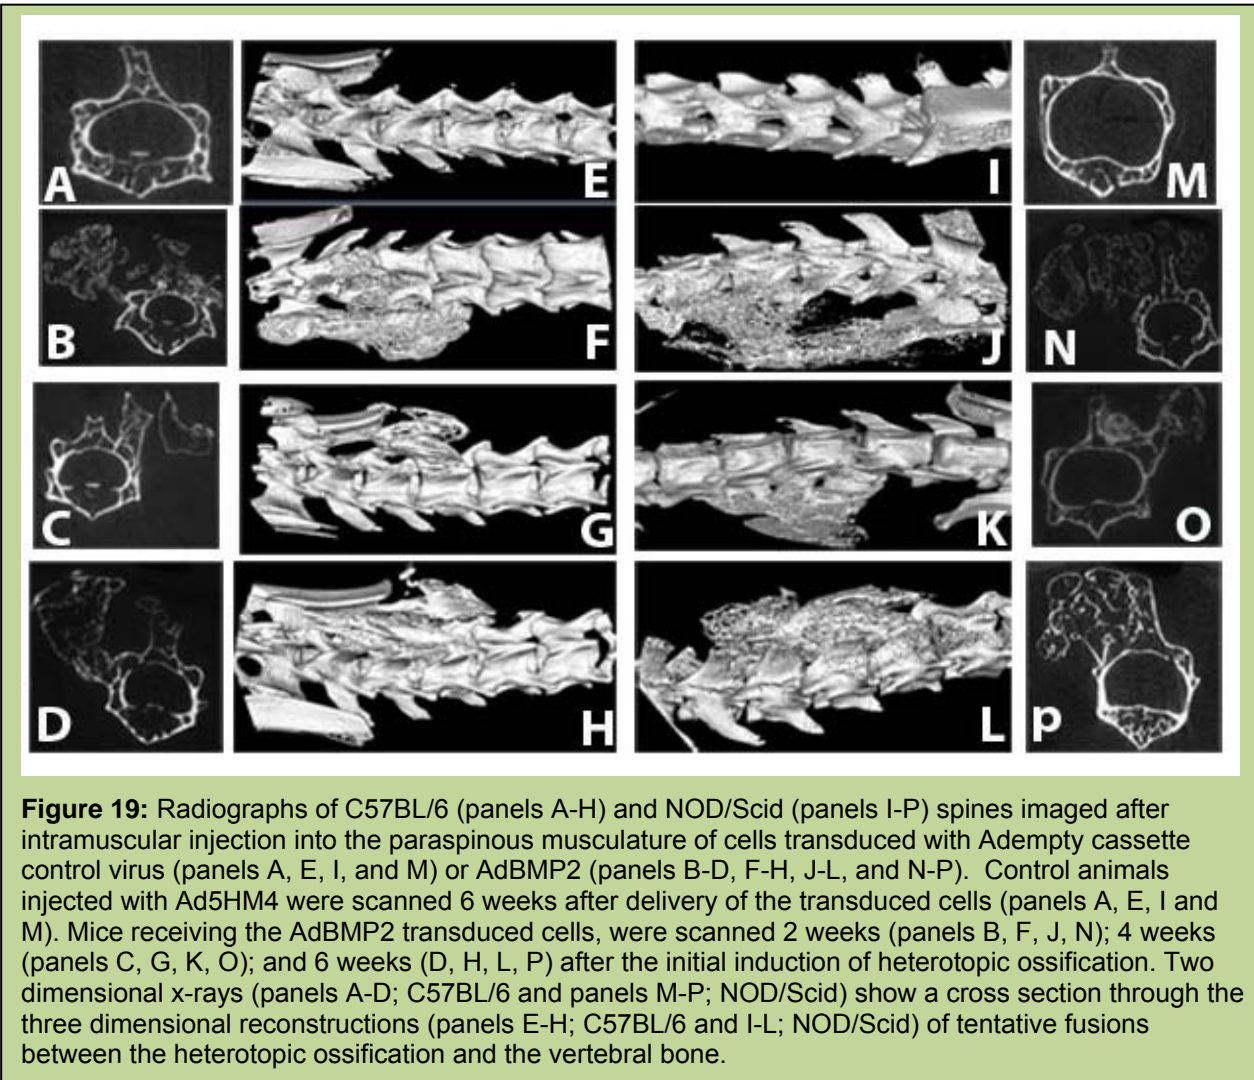 A
E
I
M
B
F
J
N
C
G
K
O
D
H
L
p
Figure 19: Radiographs of C57BL/6 (panels A-H) and NOD/Scid (panels I-P) spines imaged after
intramuscular injection into the paraspinous musculature of cells transduced with Adempty cassette
control virus (panels A, E, I, and M) or AdBMP2 (panels B-D, F-H, J-L, and N-P).  Control animals
injected with Ad5HM4 were scanned 6 weeks after delivery of the transduced cells (panels A, E, I and
M). Mice receiving the AdBMP2 transduced cells, were scanned 2 weeks (panels B, F, J, N); 4 weeks
(panels C, G, K, O); and 6 weeks (D, H, L, P) after the initial induction of heterotopic ossification. Two
dimensional x-rays (panels A-D; C57BL/6 and panels M-P; NOD/Scid) show a cross section through the
three dimensional reconstructions (panels E-H; C57BL/6 and I-L; NOD/Scid) of tentative fusions
between the heterotopic ossification and the vertebral bone.